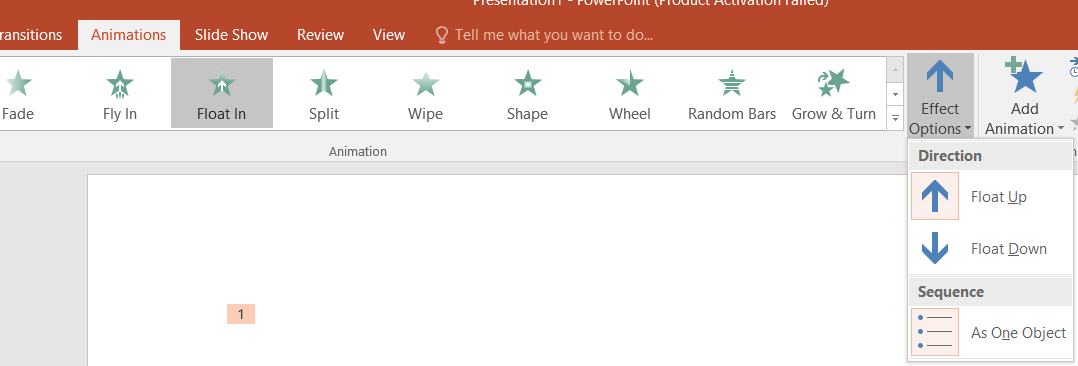 Presentation1 - PowerPoint (Product Activation Failed)
ransitions Animations Slide Show Review View Tell me what you want to do...
Fade Fly In Float In Split Wipe Shape Wheel Random Bars Grow & Turn Effect Options Add Animation
Animation
Direction
Float Up
Float Down
Sequence
As One Object
1